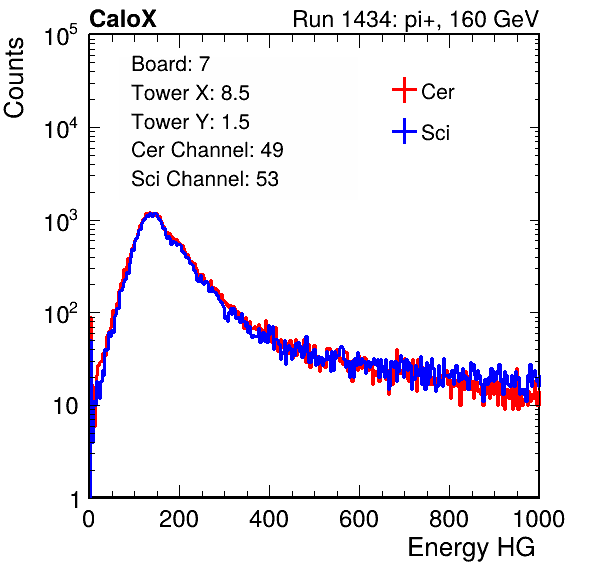 CaloX Run 1434: pi+, 160 GeV
Counts
10^5
10^4
10^3
10^2
10
1
Board: 7
Tower X: 8.5
Tower Y: 1.5
Cer Channel: 49
Sci Channel: 53
Cer
Sci
0 200 400 600 800 1000
Energy HG